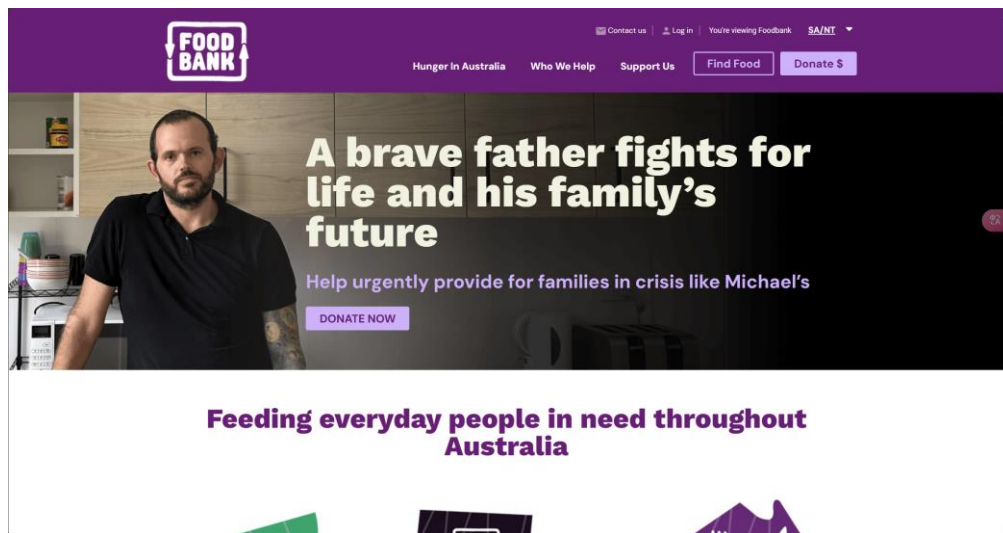 FOOD
BANK
Contact us
Log in
You're viewing Foodbank
SA/NT
Hunger In Australia
Who We Help
Support Us
Find Food
Donate $
A brave father fights for
life and his family's
future
Help urgently provide for families in crisis like Michael's
DONATE NOW
Feeding everyday people in need throughout
Australia